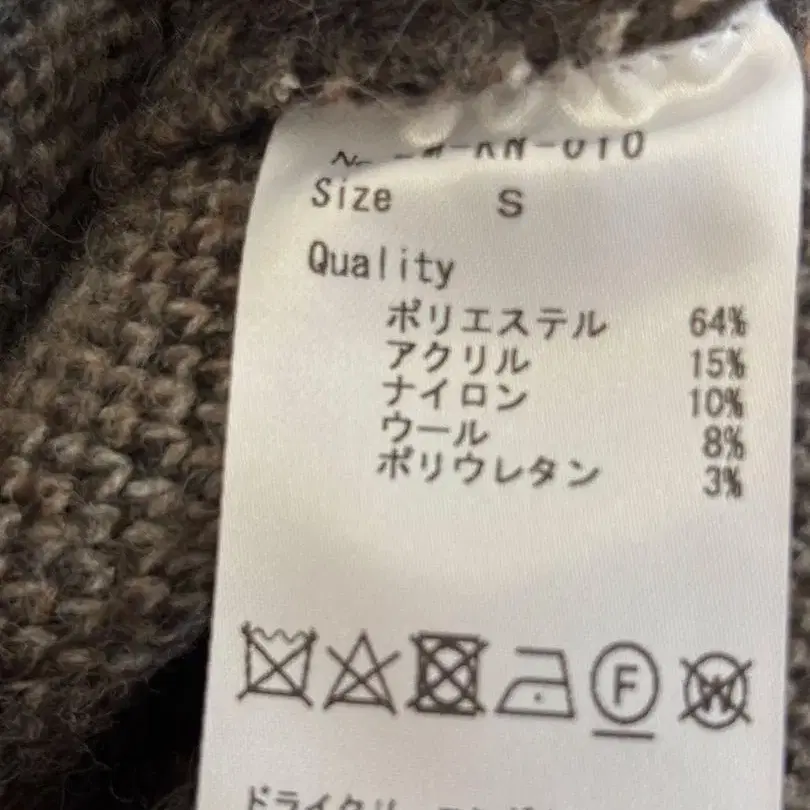 Size S
Quality
ポリエステル 64%
アクリル 15%
ナイロン 10%
ウール 8%
ポリウレタン 3%
F W